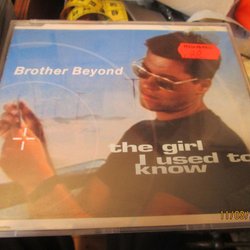 Brother Beyond
the girl
I used to
know